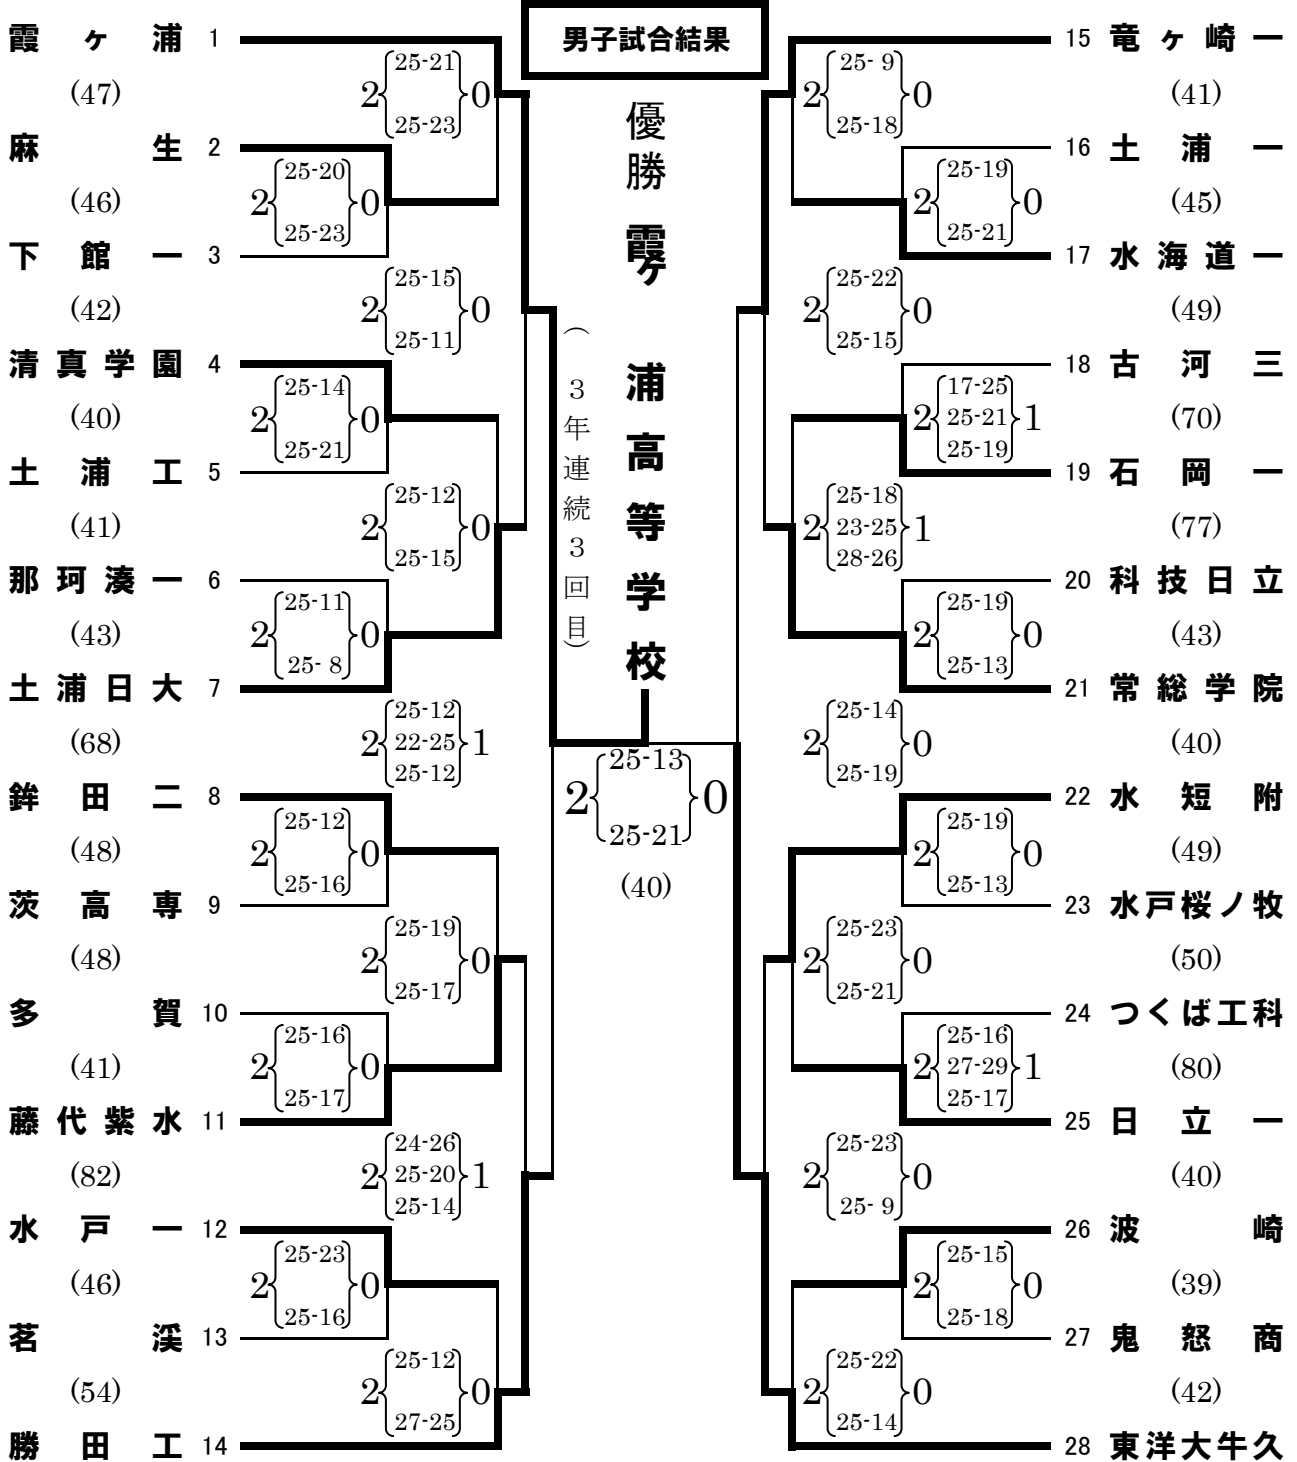 男子試合結果
優勝 霞ヶ浦高等学校
(3年連続3回目)
霞ヶ浦 1
(47)
麻生 2
(46)
下館一 3
(42)
清真学園 4
(40)
土浦工 5
(41)
那珂湊一 6
(43)
土浦日大 7
(68)
鉾田二 8
(48)
茨高専 9
(48)
多賀 10
(41)
藤代紫水 11
(82)
水戸一 12
(46)
茗渓 13
(54)
勝田工 14
2 25-21 0
25-23
2 25-20 0
25-23
2 25-15 0
25-11
2 25-14 0
25-21
2 25-12 0
25-15
2 25-11 0
25- 8
2 25-12 1
22-25
25-12
2 25-12 0
25-16
2 25-19 0
25-17
2 25-16 0
25-17
2 24-26 1
25-20
25-14
2 25-23 0
25-16
2 25-12 0
27-25
2 25-13 0
25-21
(40)
2 25- 9 0
25-18
2 25-19 0
25-21
2 25-22 0
25-15
2 17-25 1
25-21
25-19
2 25-18 1
23-25
28-26
2 25-19 0
25-13
2 25-14 0
25-19
2 25-19 0
25-13
2 25-23 0
25-21
2 25-16 1
27-29
25-17
2 25-23 0
25- 9
2 25-15 0
25-18
2 25-22 0
25-14
15 竜ヶ崎一
(41)
16 土浦一
(45)
17 水海道一
(49)
18 古河三
(70)
19 石岡一
(77)
20 科技日立
(43)
21 常総学院
(40)
22 水短附
(49)
23 水戸桜ノ牧
(50)
24 つくば工科
(80)
25 日立一
(40)
26 波崎
(39)
27 鬼怒商
(42)
28 東洋大牛久